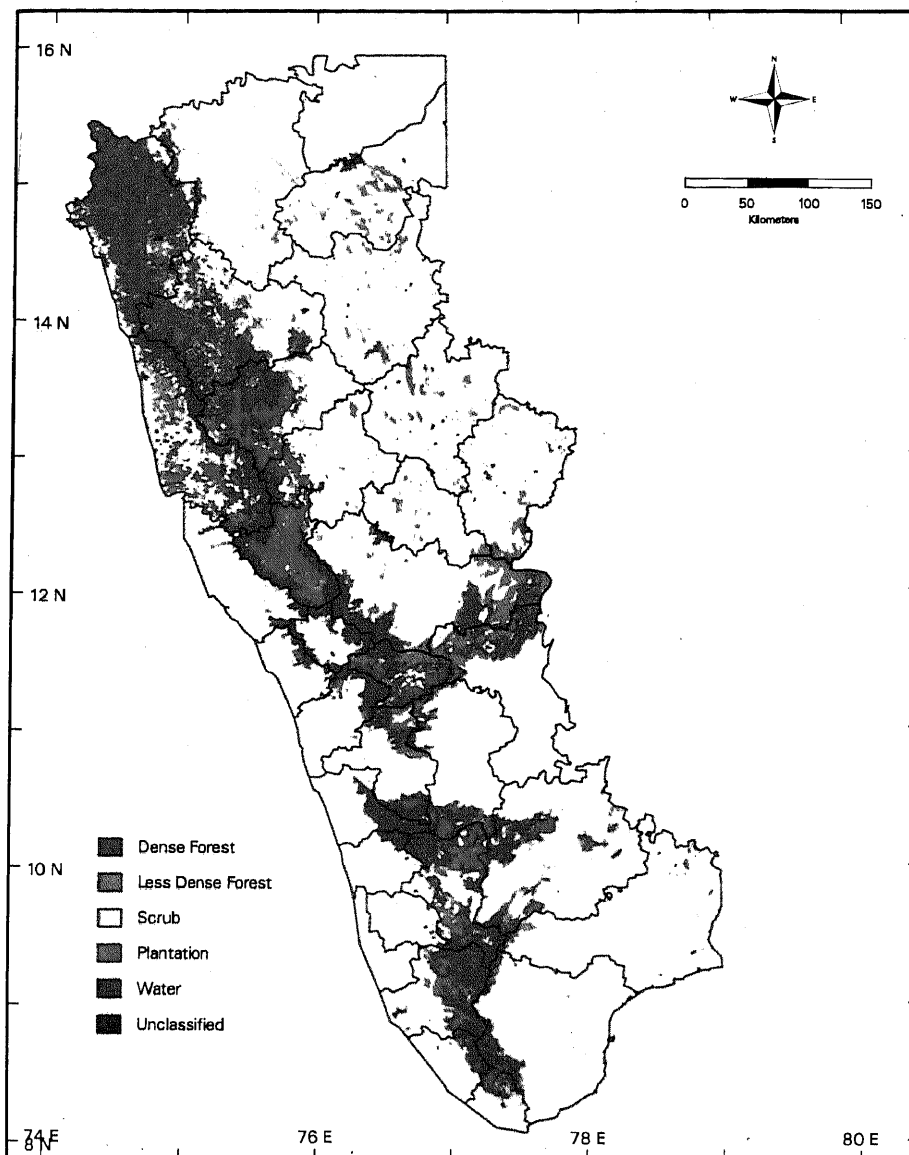 16 N
N
W E
S
0 50 100 150
Kilometers
14 N
12 N
10 N
Dense Forest
Less Dense Forest
Scrub
Plantation
Water
Unclassified
74 E 76 E 78 E 80 E
8 N